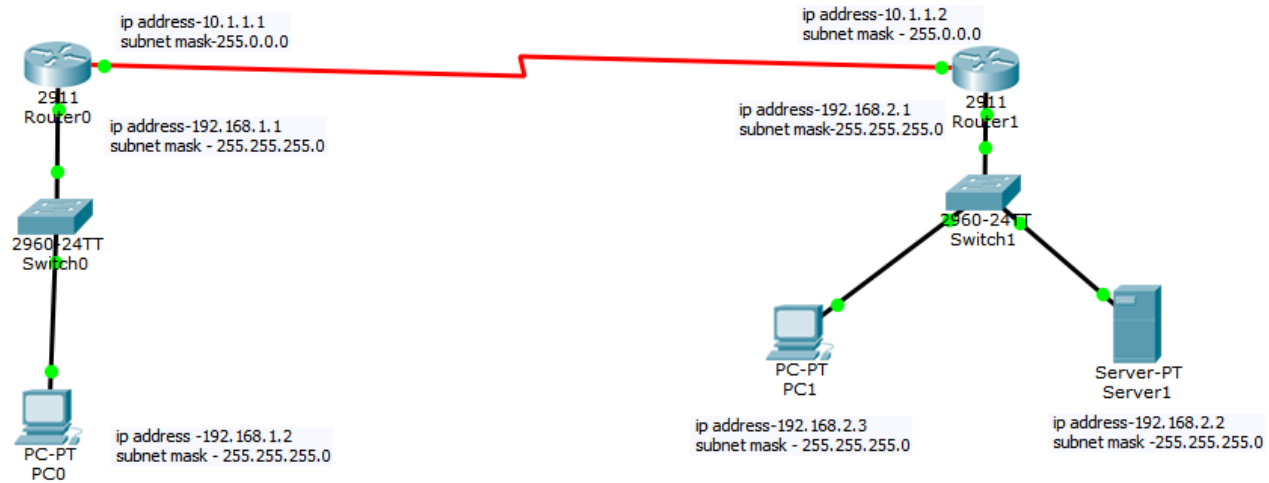 ip address-10.1.1.1
subnet mask-255.0.0.0
2911
Router0
ip address-192.168.1.1
subnet mask - 255.255.255.0
2960-24TT
Switch0
PC-PT
PC0
ip address -192.168.1.2
subnet mask - 255.255.255.0
ip address-10.1.1.2
subnet mask - 255.0.0.0
2911
Router1
ip address-192.168.2.1
subnet mask-255.255.255.0
2960-24TT
Switch1
PC-PT
PC1
ip address-192.168.2.3
subnet mask - 255.255.255.0
Server-PT
Server1
ip address-192.168.2.2
subnet mask -255.255.255.0